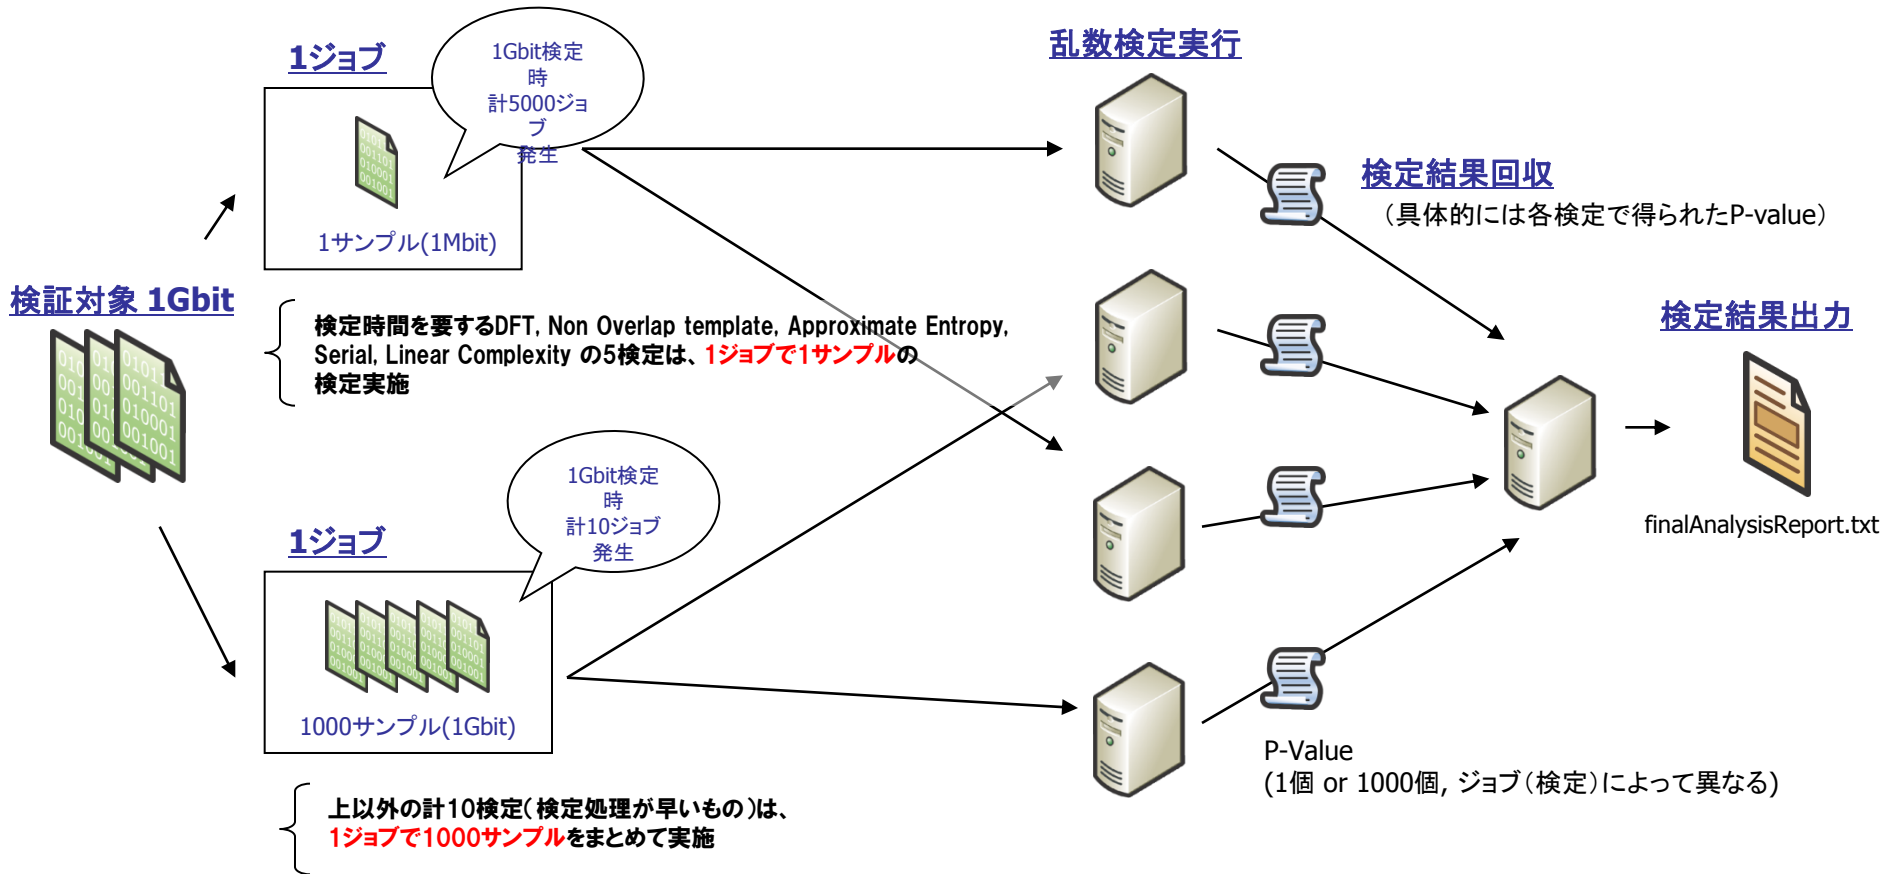 1ジョブ
1Gbit検定
時
計5000ジョ
ブ
発生
1サンプル(1Mbit)
検証対象 1Gbit
検定時間を要するDFT, Non Overlap template, Approximate Entropy,
Serial, Linear Complexity の5検定は、1ジョブで1サンプルの
検定実施
1ジョブ
1Gbit検定
時
計10ジョブ
発生
1000サンプル(1Gbit)
上以外の計10検定(検定処理が早いもの)は、
1ジョブで1000サンプルをまとめて実施
乱数検定実行
検定結果回収
（具体的には各検定で得られたP-value）
P-Value
(1個 or 1000個, ジョブ（検定）によって異なる)
検定結果出力
finalAnalysisReport.txt